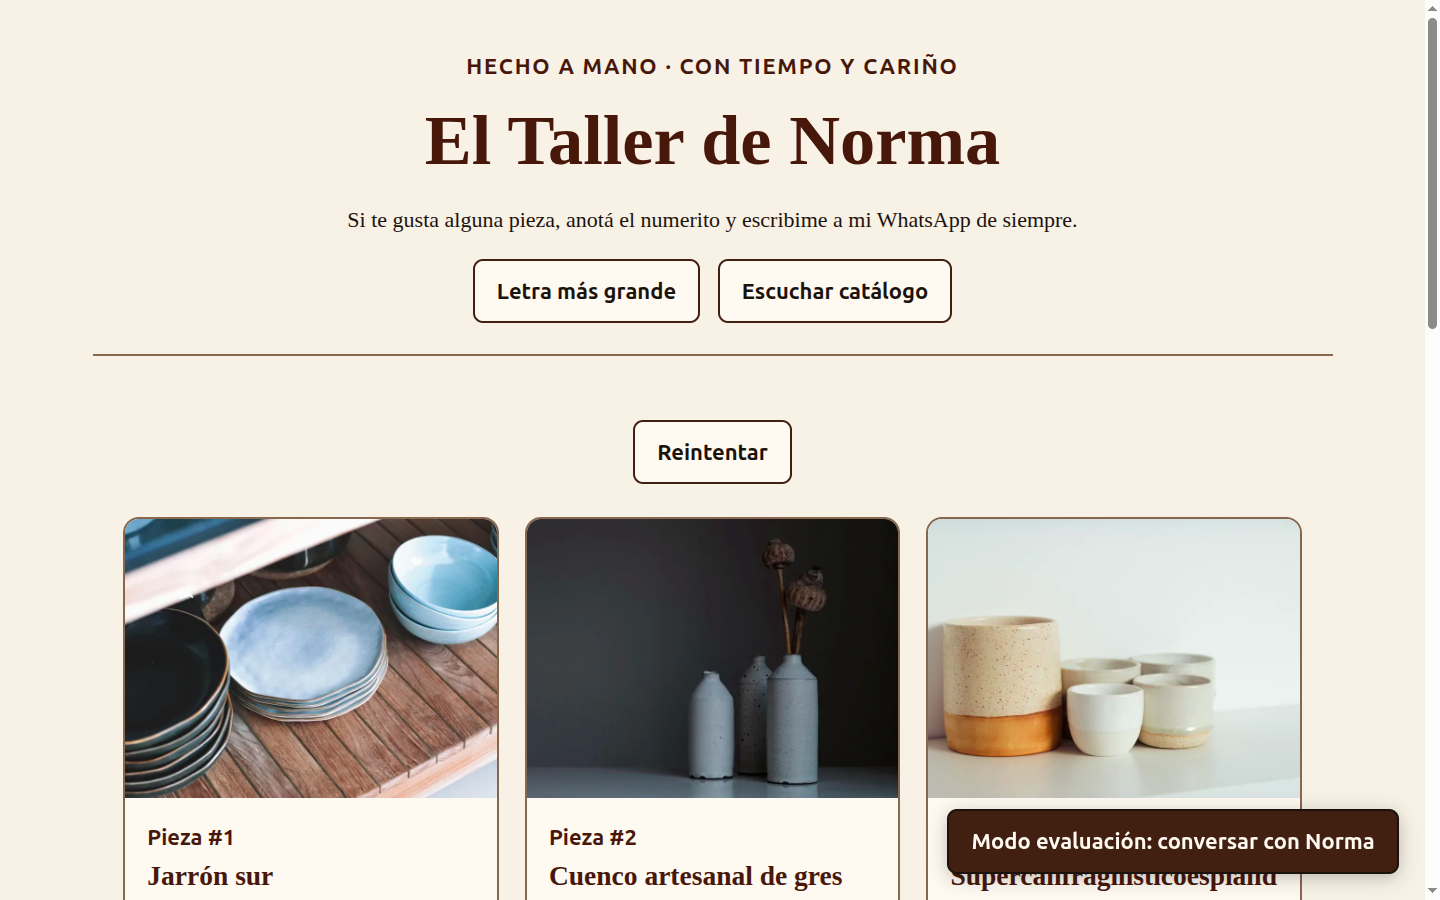 HECHO A MANO · CON TIEMPO Y CARIÑO
El Taller de Norma
Si te gusta alguna pieza, anotá el numerito y escribime a mi WhatsApp de siempre.
Letra más grande
Escuchar catálogo
Reintentar
Pieza #1
Jarrón sur
Pieza #2
Cuenco artesanal de gres
Modo evaluación: conversar con Norma